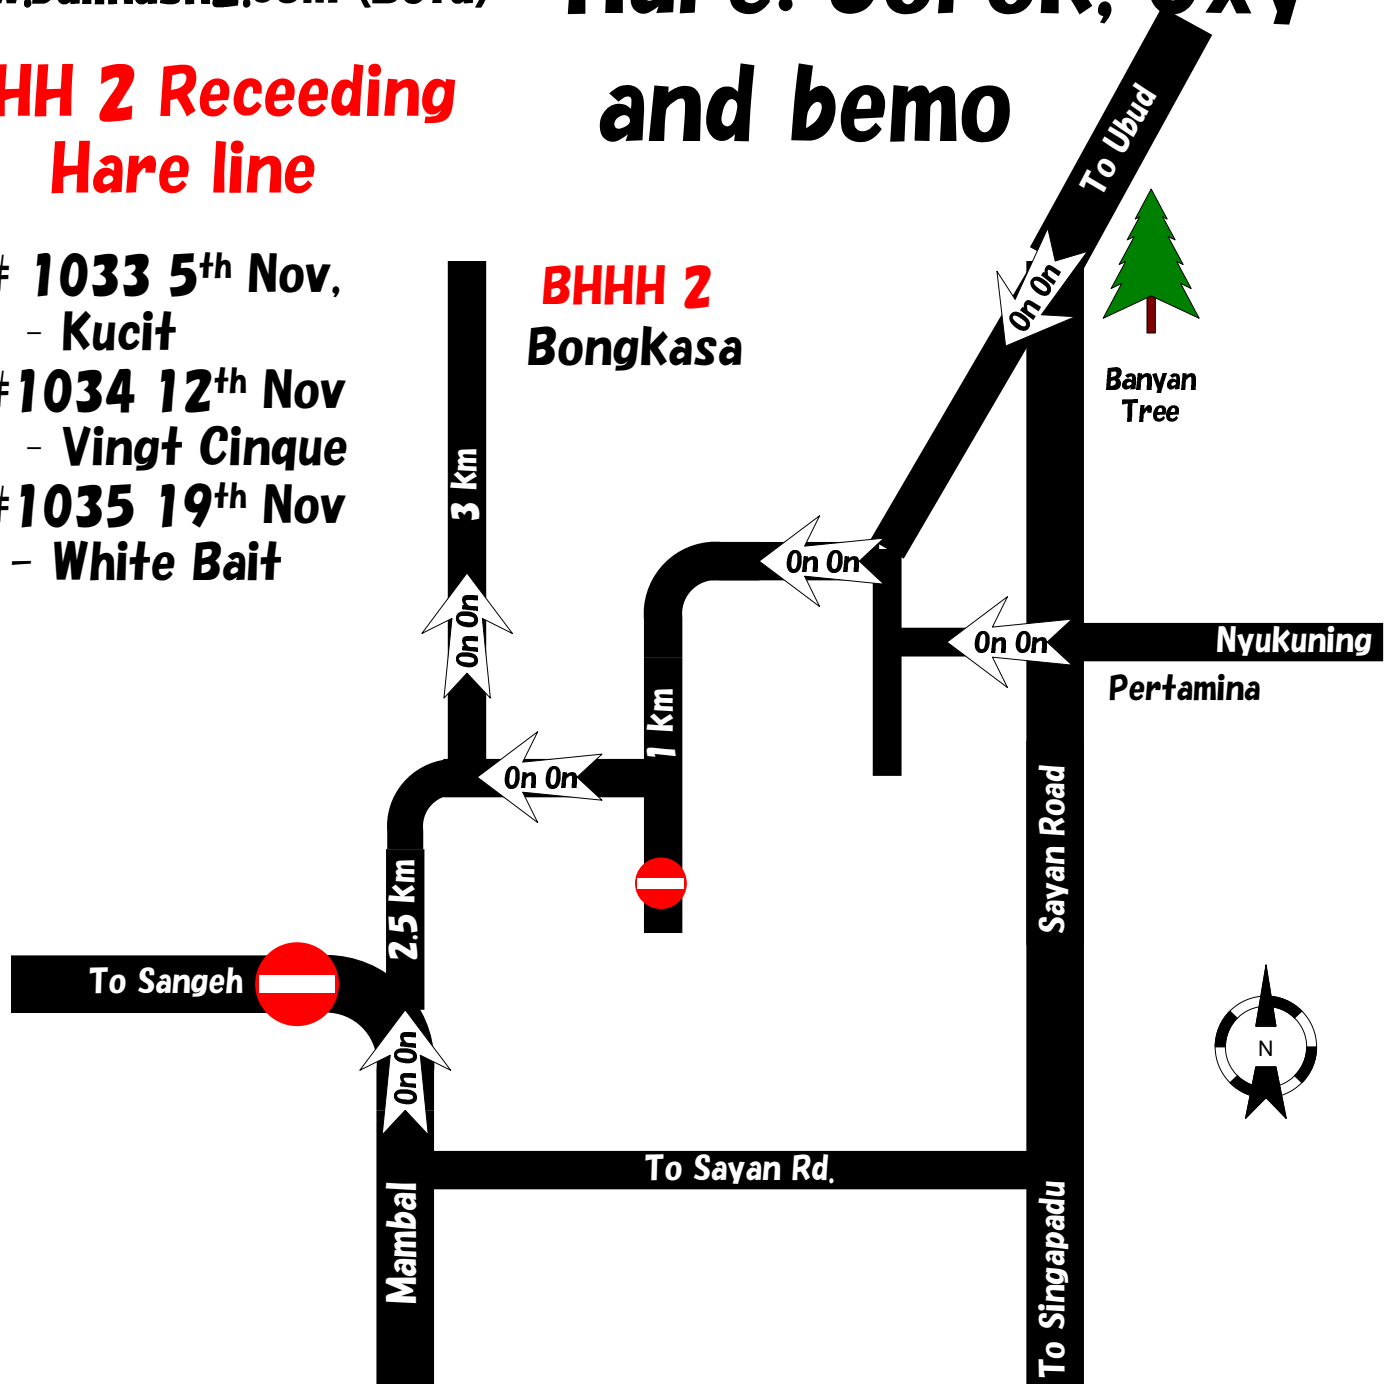 and bemo
HH 2 Receeding
Hare line
# 1033 5th Nov,
- Kucit
#1034 12th Nov
- Vingt Cinque
#1035 19th Nov
- White Bait
BHHH 2
Bongkasa
To Ubud
On On
Banyan
Tree
3 km
On On
On On
On On
Nyukuning
Pertamina
1 km
On On
Sayan Road
2.5 km
To Sangeh
On On
N
To Sayan Rd.
Mambal
To Singapadu